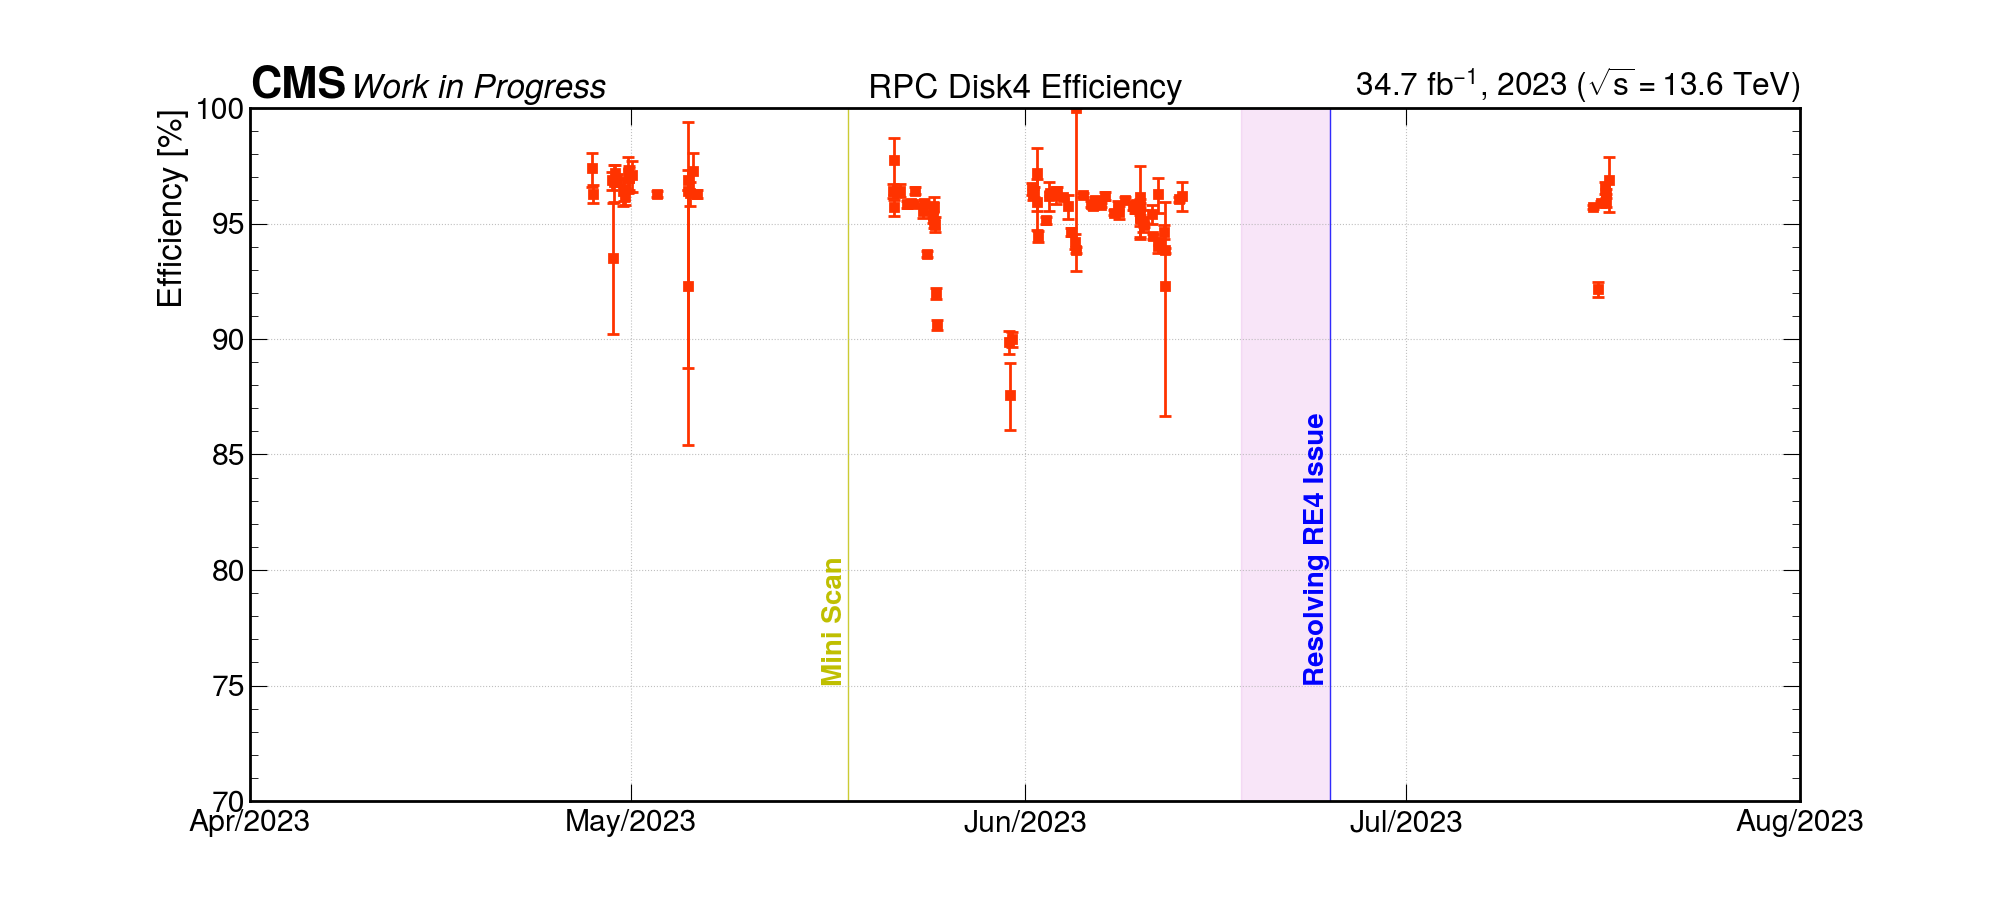 CMS Work in Progress RPC Disk4 Efficiency 34.7 fb⁻¹, 2023 (√s = 13.6 TeV)
Efficiency [%]
100
95
90
85
80
75
70
Mini Scan
Resolving RE4 Issue
Apr/2023 May/2023 Jun/2023 Jul/2023 Aug/2023